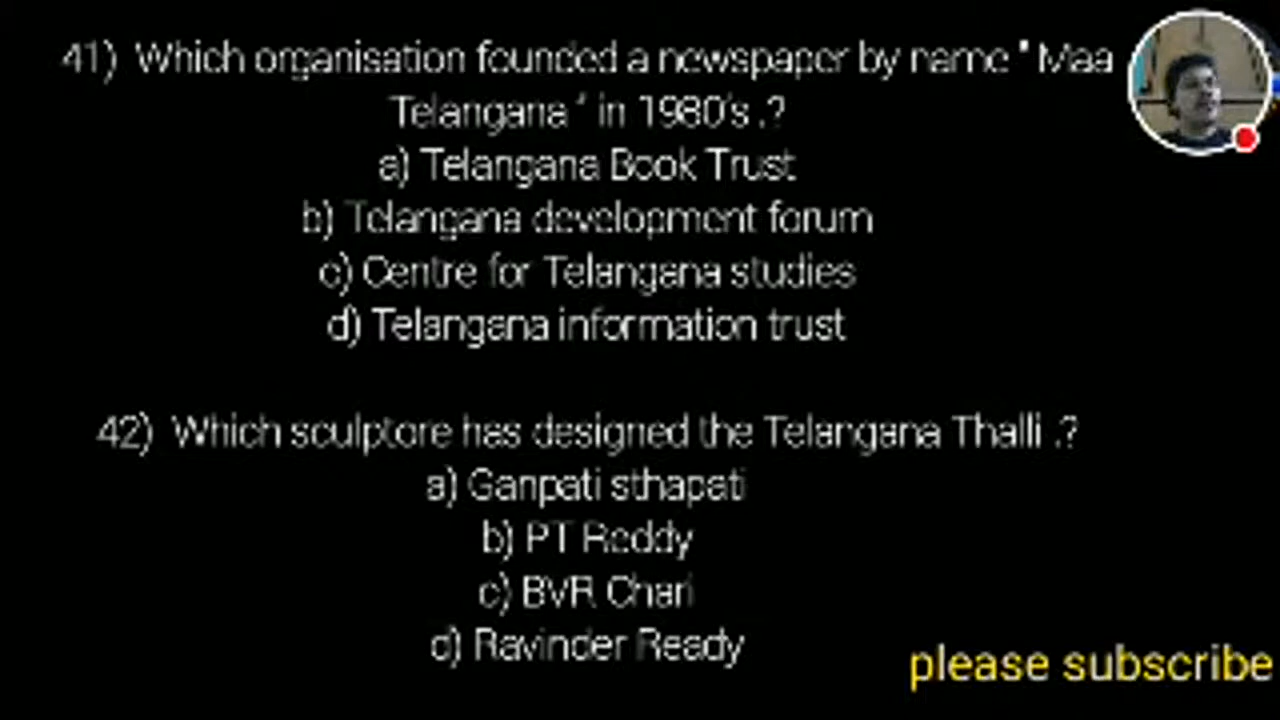 41) Which organisation founded a newspaper by name " Maa
Telangana " in 1980's .?
a) Telangana Book Trust
b) Telangana development forum
c) Centre for Telangana studies
d) Telangana information trust
42) Which sculptore has designed the Telangana Thalli .?
a) Ganpati sthapati
b) PT Reddy
c) BVR Chari
d) Ravinder Ready
please subscribe